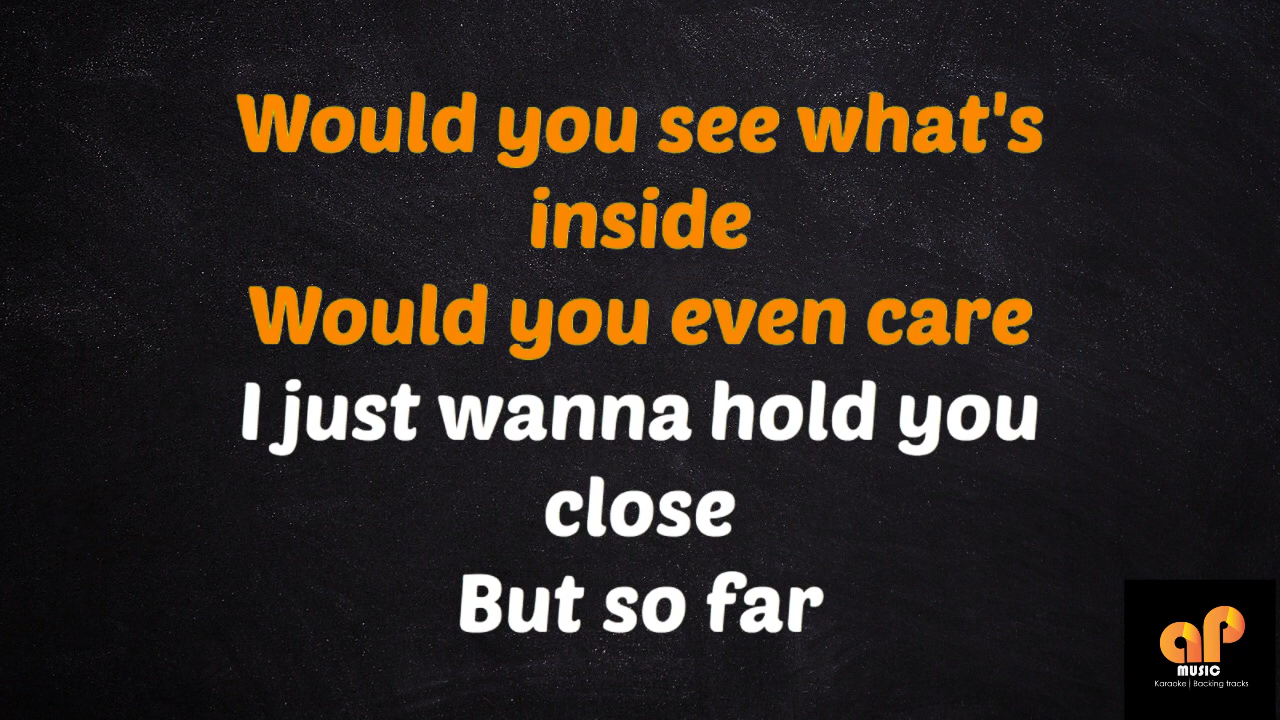 Would you see what's
inside
Would you even care
I just wanna hold you
close
But so far
ap
MUSIC
Karaoke | Backing tracks